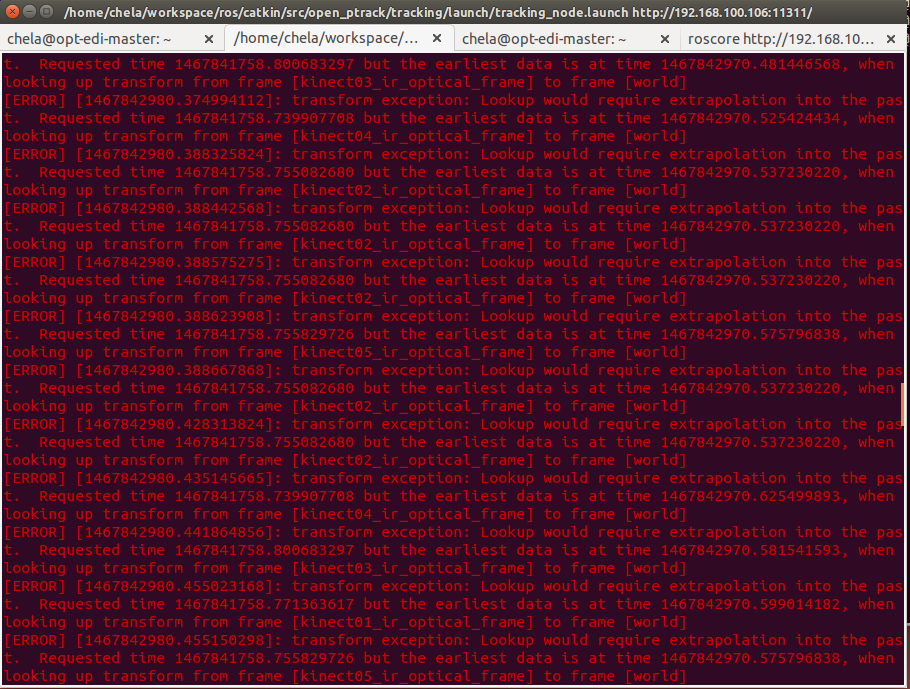 /home/chela/workspace/ros/catkin/src/open_ptrack/tracking/launch/tracking_node.launch http://192.168.100.106:11311/
chela@opt-edi-master: ~ × /home/chela/workspace/... × chela@opt-edi-master: ~ × roscore http://192.168.10... ×
t.  Requested time 1467841758.800683297 but the earliest data is at time 1467842970.481446568, when
looking up transform from frame [kinect03_ir_optical_frame] to frame [world]
[ERROR] [1467842980.374994112]: transform exception: Lookup would require extrapolation into the pas
t.  Requested time 1467841758.739907708 but the earliest data is at time 1467842970.525424434, when
looking up transform from frame [kinect04_ir_optical_frame] to frame [world]
[ERROR] [1467842980.388325824]: transform exception: Lookup would require extrapolation into the pas
t.  Requested time 1467841758.755082680 but the earliest data is at time 1467842970.537230220, when
looking up transform from frame [kinect02_ir_optical_frame] to frame [world]
[ERROR] [1467842980.388442568]: transform exception: Lookup would require extrapolation into the pas
t.  Requested time 1467841758.755082680 but the earliest data is at time 1467842970.537230220, when
looking up transform from frame [kinect02_ir_optical_frame] to frame [world]
[ERROR] [1467842980.388575275]: transform exception: Lookup would require extrapolation into the pas
t.  Requested time 1467841758.755082680 but the earliest data is at time 1467842970.537230220, when
looking up transform from frame [kinect02_ir_optical_frame] to frame [world]
[ERROR] [1467842980.388623908]: transform exception: Lookup would require extrapolation into the pas
t.  Requested time 1467841758.755829726 but the earliest data is at time 1467842970.575796838, when
looking up transform from frame [kinect05_ir_optical_frame] to frame [world]
[ERROR] [1467842980.388667868]: transform exception: Lookup would require extrapolation into the pas
t.  Requested time 1467841758.755082680 but the earliest data is at time 1467842970.537230220, when
looking up transform from frame [kinect02_ir_optical_frame] to frame [world]
[ERROR] [1467842980.428313824]: transform exception: Lookup would require extrapolation into the pas
t.  Requested time 1467841758.755082680 but the earliest data is at time 1467842970.537230220, when
looking up transform from frame [kinect02_ir_optical_frame] to frame [world]
[ERROR] [1467842980.435145665]: transform exception: Lookup would require extrapolation into the pas
t.  Requested time 1467841758.739907708 but the earliest data is at time 1467842970.625499893, when
looking up transform from frame [kinect04_ir_optical_frame] to frame [world]
[ERROR] [1467842980.441864856]: transform exception: Lookup would require extrapolation into the pas
t.  Requested time 1467841758.800683297 but the earliest data is at time 1467842970.581541593, when
looking up transform from frame [kinect03_ir_optical_frame] to frame [world]
[ERROR] [1467842980.455023168]: transform exception: Lookup would require extrapolation into the pas
t.  Requested time 1467841758.771363617 but the earliest data is at time 1467842970.599014182, when
looking up transform from frame [kinect01_ir_optical_frame] to frame [world]
[ERROR] [1467842980.455150298]: transform exception: Lookup would require extrapolation into the pas
t.  Requested time 1467841758.755829726 but the earliest data is at time 1467842970.575796838, when
looking up transform from frame [kinect05_ir_optical_frame] to frame [world]